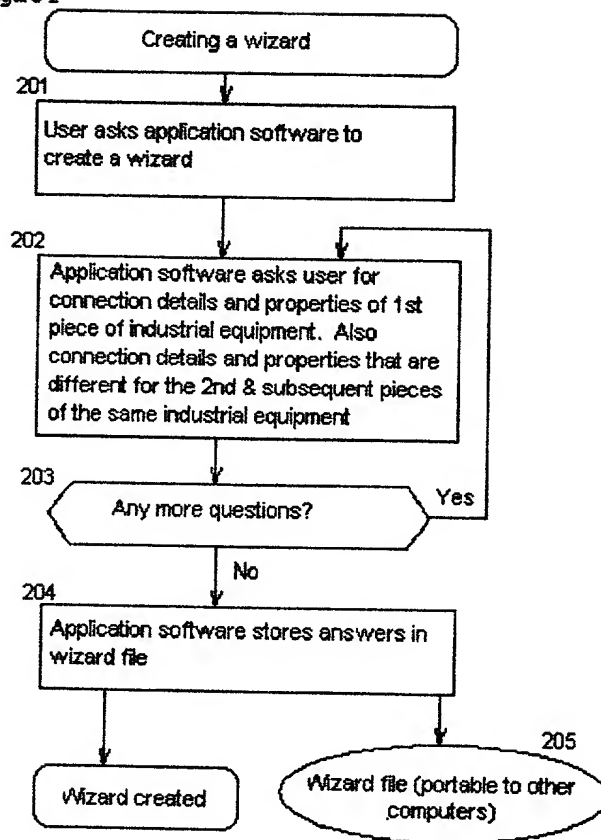 Creating a wizard
201
User asks application software to
create a wizard
202
Application software asks user for
connection details and properties of 1st
piece of industrial equipment. Also
connection details and properties that are
different for the 2nd & subsequent pieces
of the same industrial equipment
203
Any more questions?
Yes
No
204
Application software stores answers in
wizard file
205
Wizard created
Wizard file (portable to other
computers)